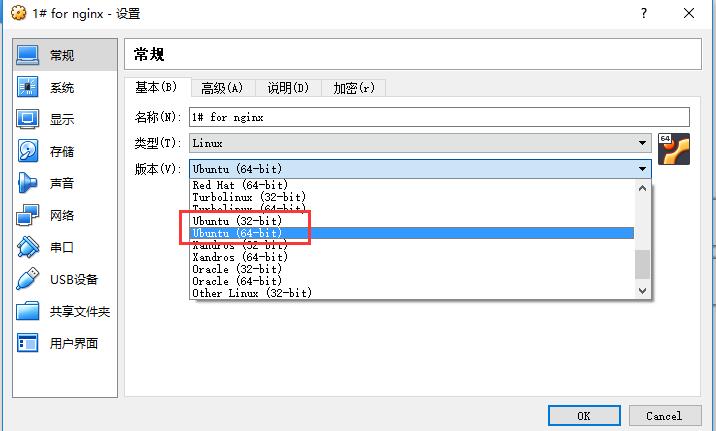 1# for nginx - 设置
?
常规
系统
显示
存储
声音
网络
串口
USB设备
共享文件夹
用户界面
常规
基本(B) 高级(A) 说明(D) 加密(r)
名称(N): 1# for nginx
类型(T): Linux
64
版本(V): Ubuntu (64-bit)
Red Hat (64-bit)
Turbolinux (32-bit)
Turbolinux (64-bit)
Ubuntu (32-bit)
Ubuntu (64-bit)
Xandros (32-bit)
Xandros (64-bit)
Oracle (32-bit)
Oracle (64-bit)
Other Linux (32-bit)
OK Cancel